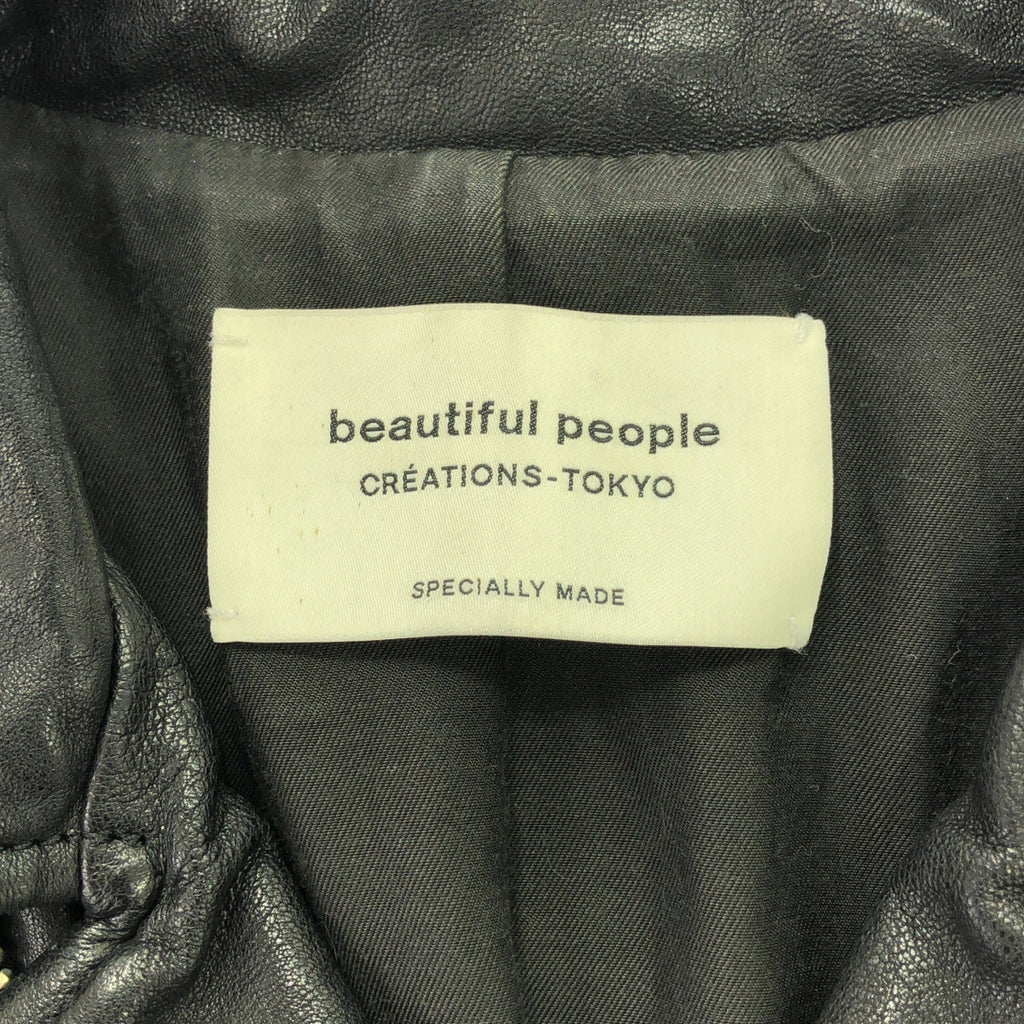 beautiful people
CRÉATIONS-TOKYO
SPECIALLY MADE